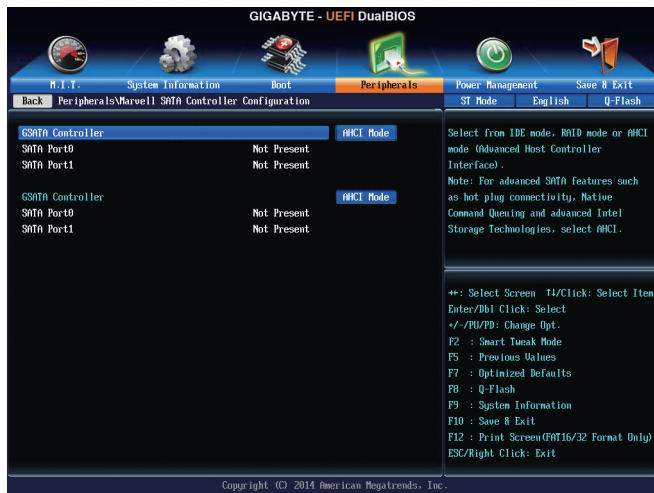 GIGABYTE - UEFI DualBIOS
M.I.T. System Information Boot Peripherals Power Management Save & Exit
Back Peripherals\Marvell SATA Controller Configuration ST Mode English Q-Flash
GSATA Controller AHCI Mode
SATA Port0 Not Present
SATA Port1 Not Present
GSATA Controller AHCI Mode
SATA Port0 Not Present
SATA Port1 Not Present
Select from IDE mode, RAID
mode or AHCI
mode (Advanced Host Controller
Interface).
Note: For advanced SATA features such
as hot plug connectivity, Native
Command Queuing and advanced Intel
Storage Technologies, select AHCI.
→←: Select Screen ↑↓/Click: Select Item
Enter/Dbl Click: Select
+/-/PU/PD: Change Opt.
F2 : Smart Tweak Mode
F5 : Previous Values
F7 : Optimized Defaults
F8 : Q-Flash
F9 : System Information
F10 : Save & Exit
F12 : Print Screen(FAT16/32 Format Only)
ESC/Right Click: Exit
Copyright (C) 2014 American Megatrends, Inc.